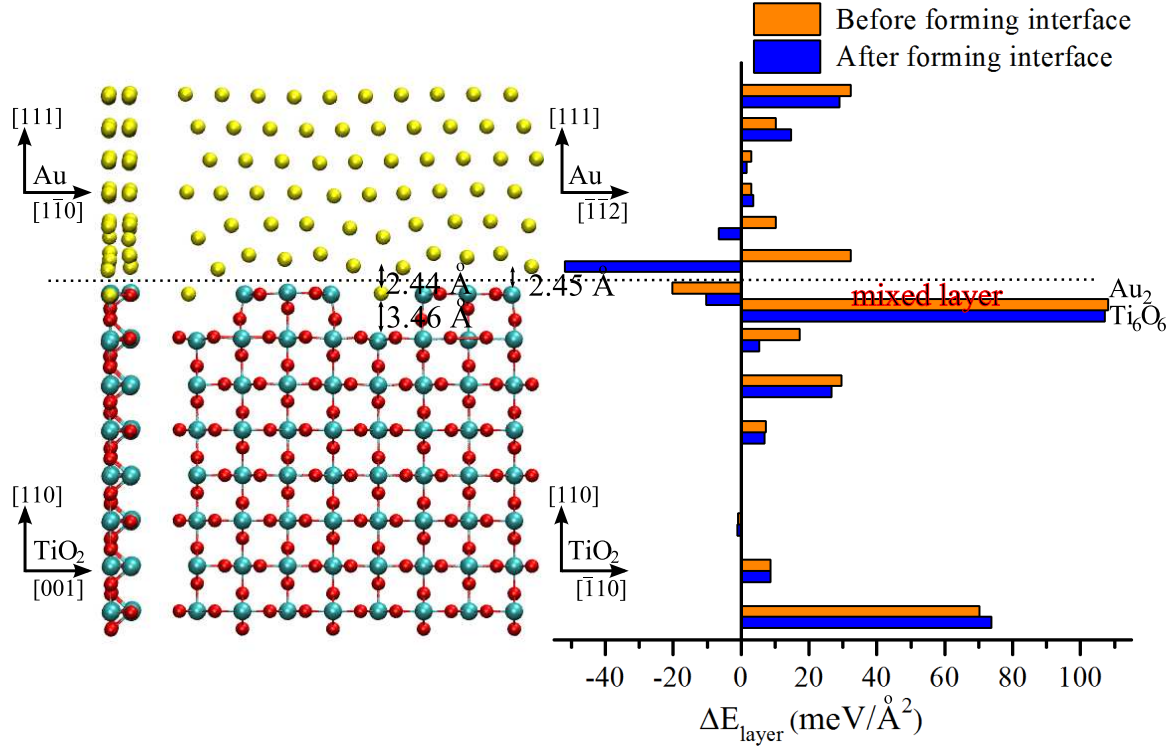 Before forming interface
After forming interface
[111]
Au
[11̅0]
[111]
Au
[1̅1̅2]
2.44 Å
2.45 Å
3.46 Å
mixed layer
Au₂
Ti₆O₆
[110]
TiO₂
[001]
[110]
TiO₂
[1̅10]
-40 -20 0 20 40 60 80 100
ΔE_layer (meV/Å²)